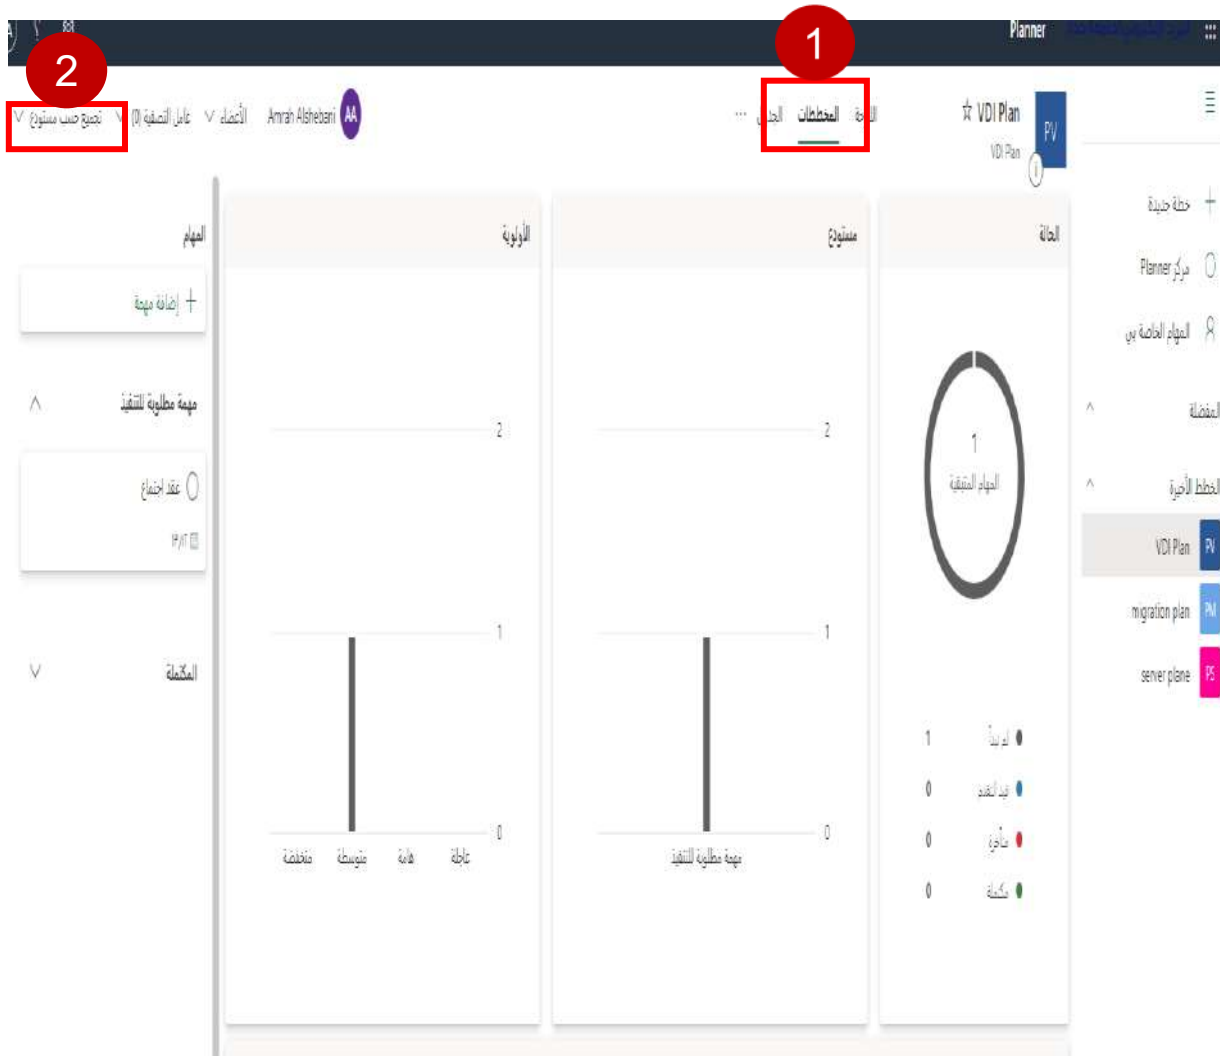 Planner
1
2
VDI Plan
VDI Plan
PV
المخططات
...
AA
Amrah Alshebani
الأعضاء
عامل التصفية (0)
تجميع حسب مستودع
خطة جديدة
مركز Planner
المهام الخاصة بي
المفضلة
الخطط الأخيرة
PV VDI Plan
PM migration plan
PS server plane
الحالة
1
المهام المتبقية
لم يبدأ 1
قيد التقدم 0
متأخرة 0
مكتملة 0
مستودع
2
1
0
مهمة مطلوبة للتنفيذ
الأولوية
2
1
0
عاجلة هامة متوسطة منخفضة
المهام
+ إضافة مهمة
مهمة مطلوبة للتنفيذ
عقد اجتماع
المكتملة